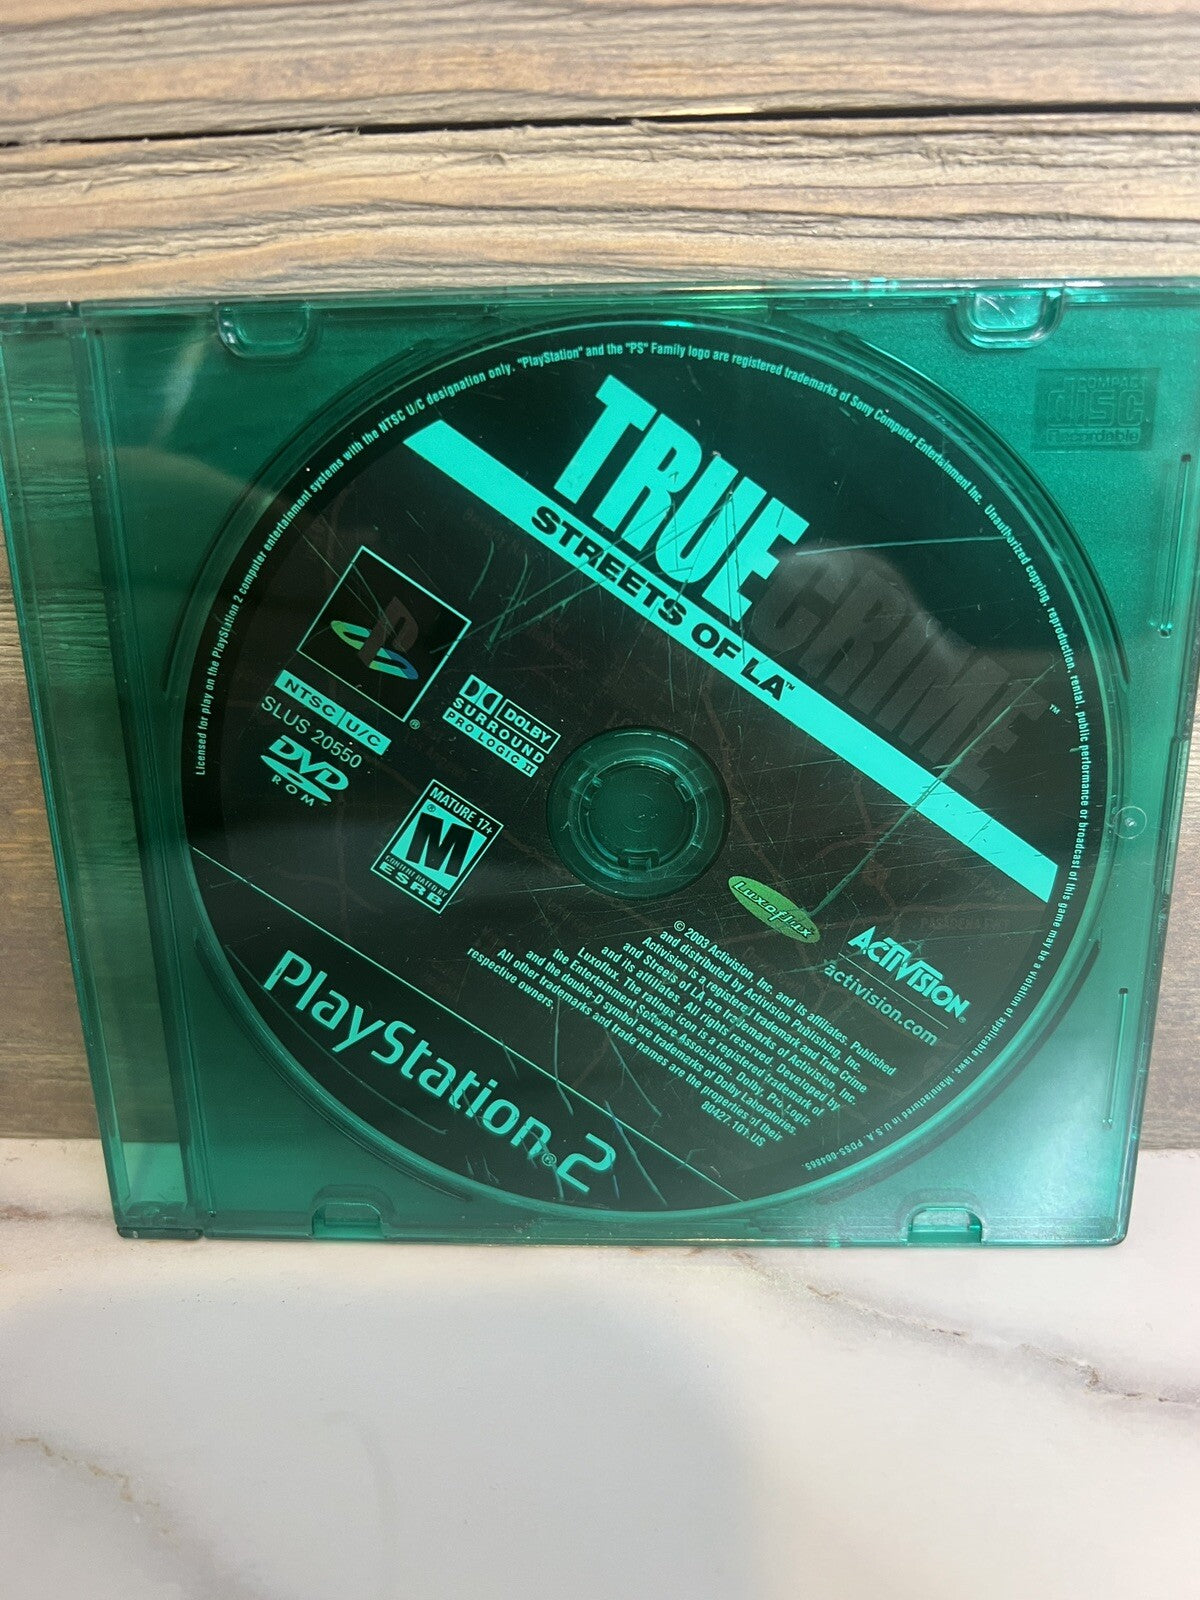 Licensed for play on the PlayStation 2 computer entertainment systems with the NTSC U/C designation only. "PlayStation" and the "PS" Family logo are registered trademarks of Sony Computer Entertainment Inc. Unauthorized copying, reproduction, rental, public performance or broadcast of this game may be a violation of applicable laws. Manufactured in U.S.A. PDSS-004865.
COMPACT
DISC
Recordable
TRUE CRIME™
STREETS OF LA™
®
NTSC U/C
SLUS 20550
DVD
ROM™
DOLBY
SURROUND
PRO LOGIC II
MATURE 17+
M®
CONTENT RATED BY
ESRB
Luxoflux
ACTIVISION®
activision.com
© 2003 Activision, Inc. and its affiliates. Published
and distributed by Activision Publishing, Inc.
Activision is a registered trademark and True Crime
and Streets of LA are trademarks of Activision, Inc.
and its affiliates. All rights reserved. Developed by
Luxoflux. The ratings icon is a registered trademark of
the Entertainment Software Association. Dolby, Pro Logic
and the double-D symbol are trademarks of Dolby Laboratories.
All other trademarks and trade names are the properties of their
respective owners.
80427.101.US
PlayStation®2